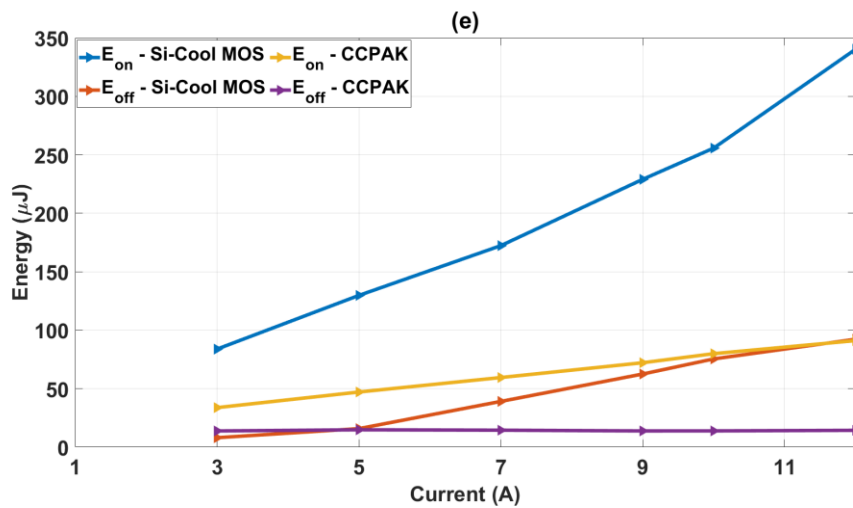 (e)
E_on - Si-Cool MOS E_on - CCPAK
E_off - Si-Cool MOS E_off - CCPAK
350
300
250
200
150
100
50
0
Energy (μJ)
1 3 5 7 9 11
Current (A)